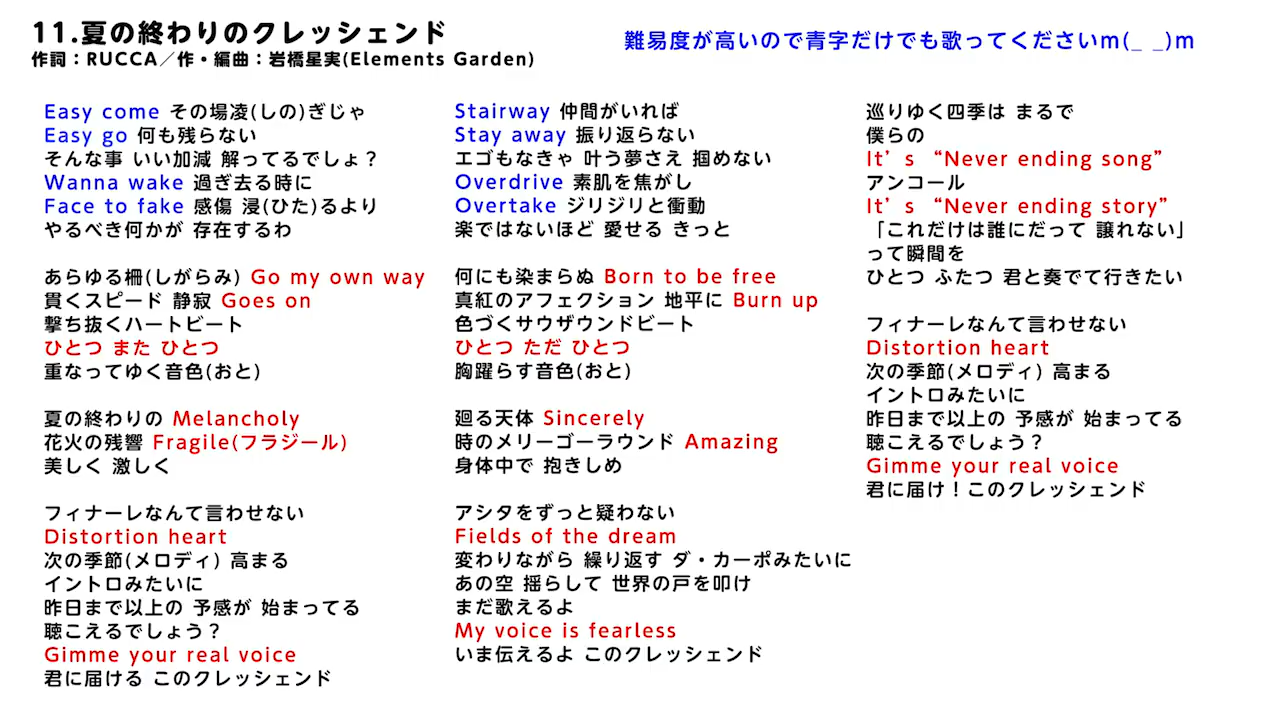 11.夏の終わりのクレッシェンド
作詞：RUCCA／作・編曲：岩橋星実(Elements Garden)
難易度が高いので青字だけでも歌ってくださいm(_ _)m
Easy come その場凌(しの)ぎじゃ
Easy go 何も残らない
そんな事 いい加減 解ってるでしょ？
Wanna wake 過ぎ去る時に
Face to fake 感傷 浸(ひた)るより
やるべき何かが 存在するわ
あらゆる柵(しがらみ) Go my own way
貫くスピード 静寂 Goes on
撃ち抜くハートビート
ひとつ また ひとつ
重なってゆく音色(おと)
夏の終わりの Melancholy
花火の残響 Fragile(フラジール)
美しく 激しく
フィナーレなんて言わせない
Distortion heart
次の季節(メロディ) 高まる
イントロみたいに
昨日まで以上の 予感が 始まってる
聴こえるでしょう？
Gimme your real voice
君に届ける このクレッシェンド
Stairway 仲間がいれば
Stay away 振り返らない
エゴもなきゃ 叶う夢さえ 掴めない
Overdrive 素肌を焦がし
Overtake ジリジリと衝動
楽ではないほど 愛せる きっと
何にも染まらぬ Born to be free
真紅のアフェクション 地平に Burn up
色づくサウザウンドビート
ひとつ ただ ひとつ
胸躍らす音色(おと)
廻る天体 Sincerely
時のメリーゴーラウンド Amazing
身体中で 抱きしめ
アシタをずっと疑わない
Fields of the dream
変わりながら 繰り返す ダ・カーポみたいに
あの空 揺らして 世界の戸を叩け
まだ歌えるよ
My voice is fearless
いま伝えるよ このクレッシェンド
巡りゆく四季は まるで
僕らの
It’s “Never ending song”
アンコール
It’s “Never ending story”
「これだけは誰にだって 譲れない」
って瞬間を
ひとつ ふたつ 君と奏でて行きたい
フィナーレなんて言わせない
Distortion heart
次の季節(メロディ) 高まる
イントロみたいに
昨日まで以上の 予感が 始まってる
聴こえるでしょう？
Gimme your real voice
君に届け！このクレッシェンド